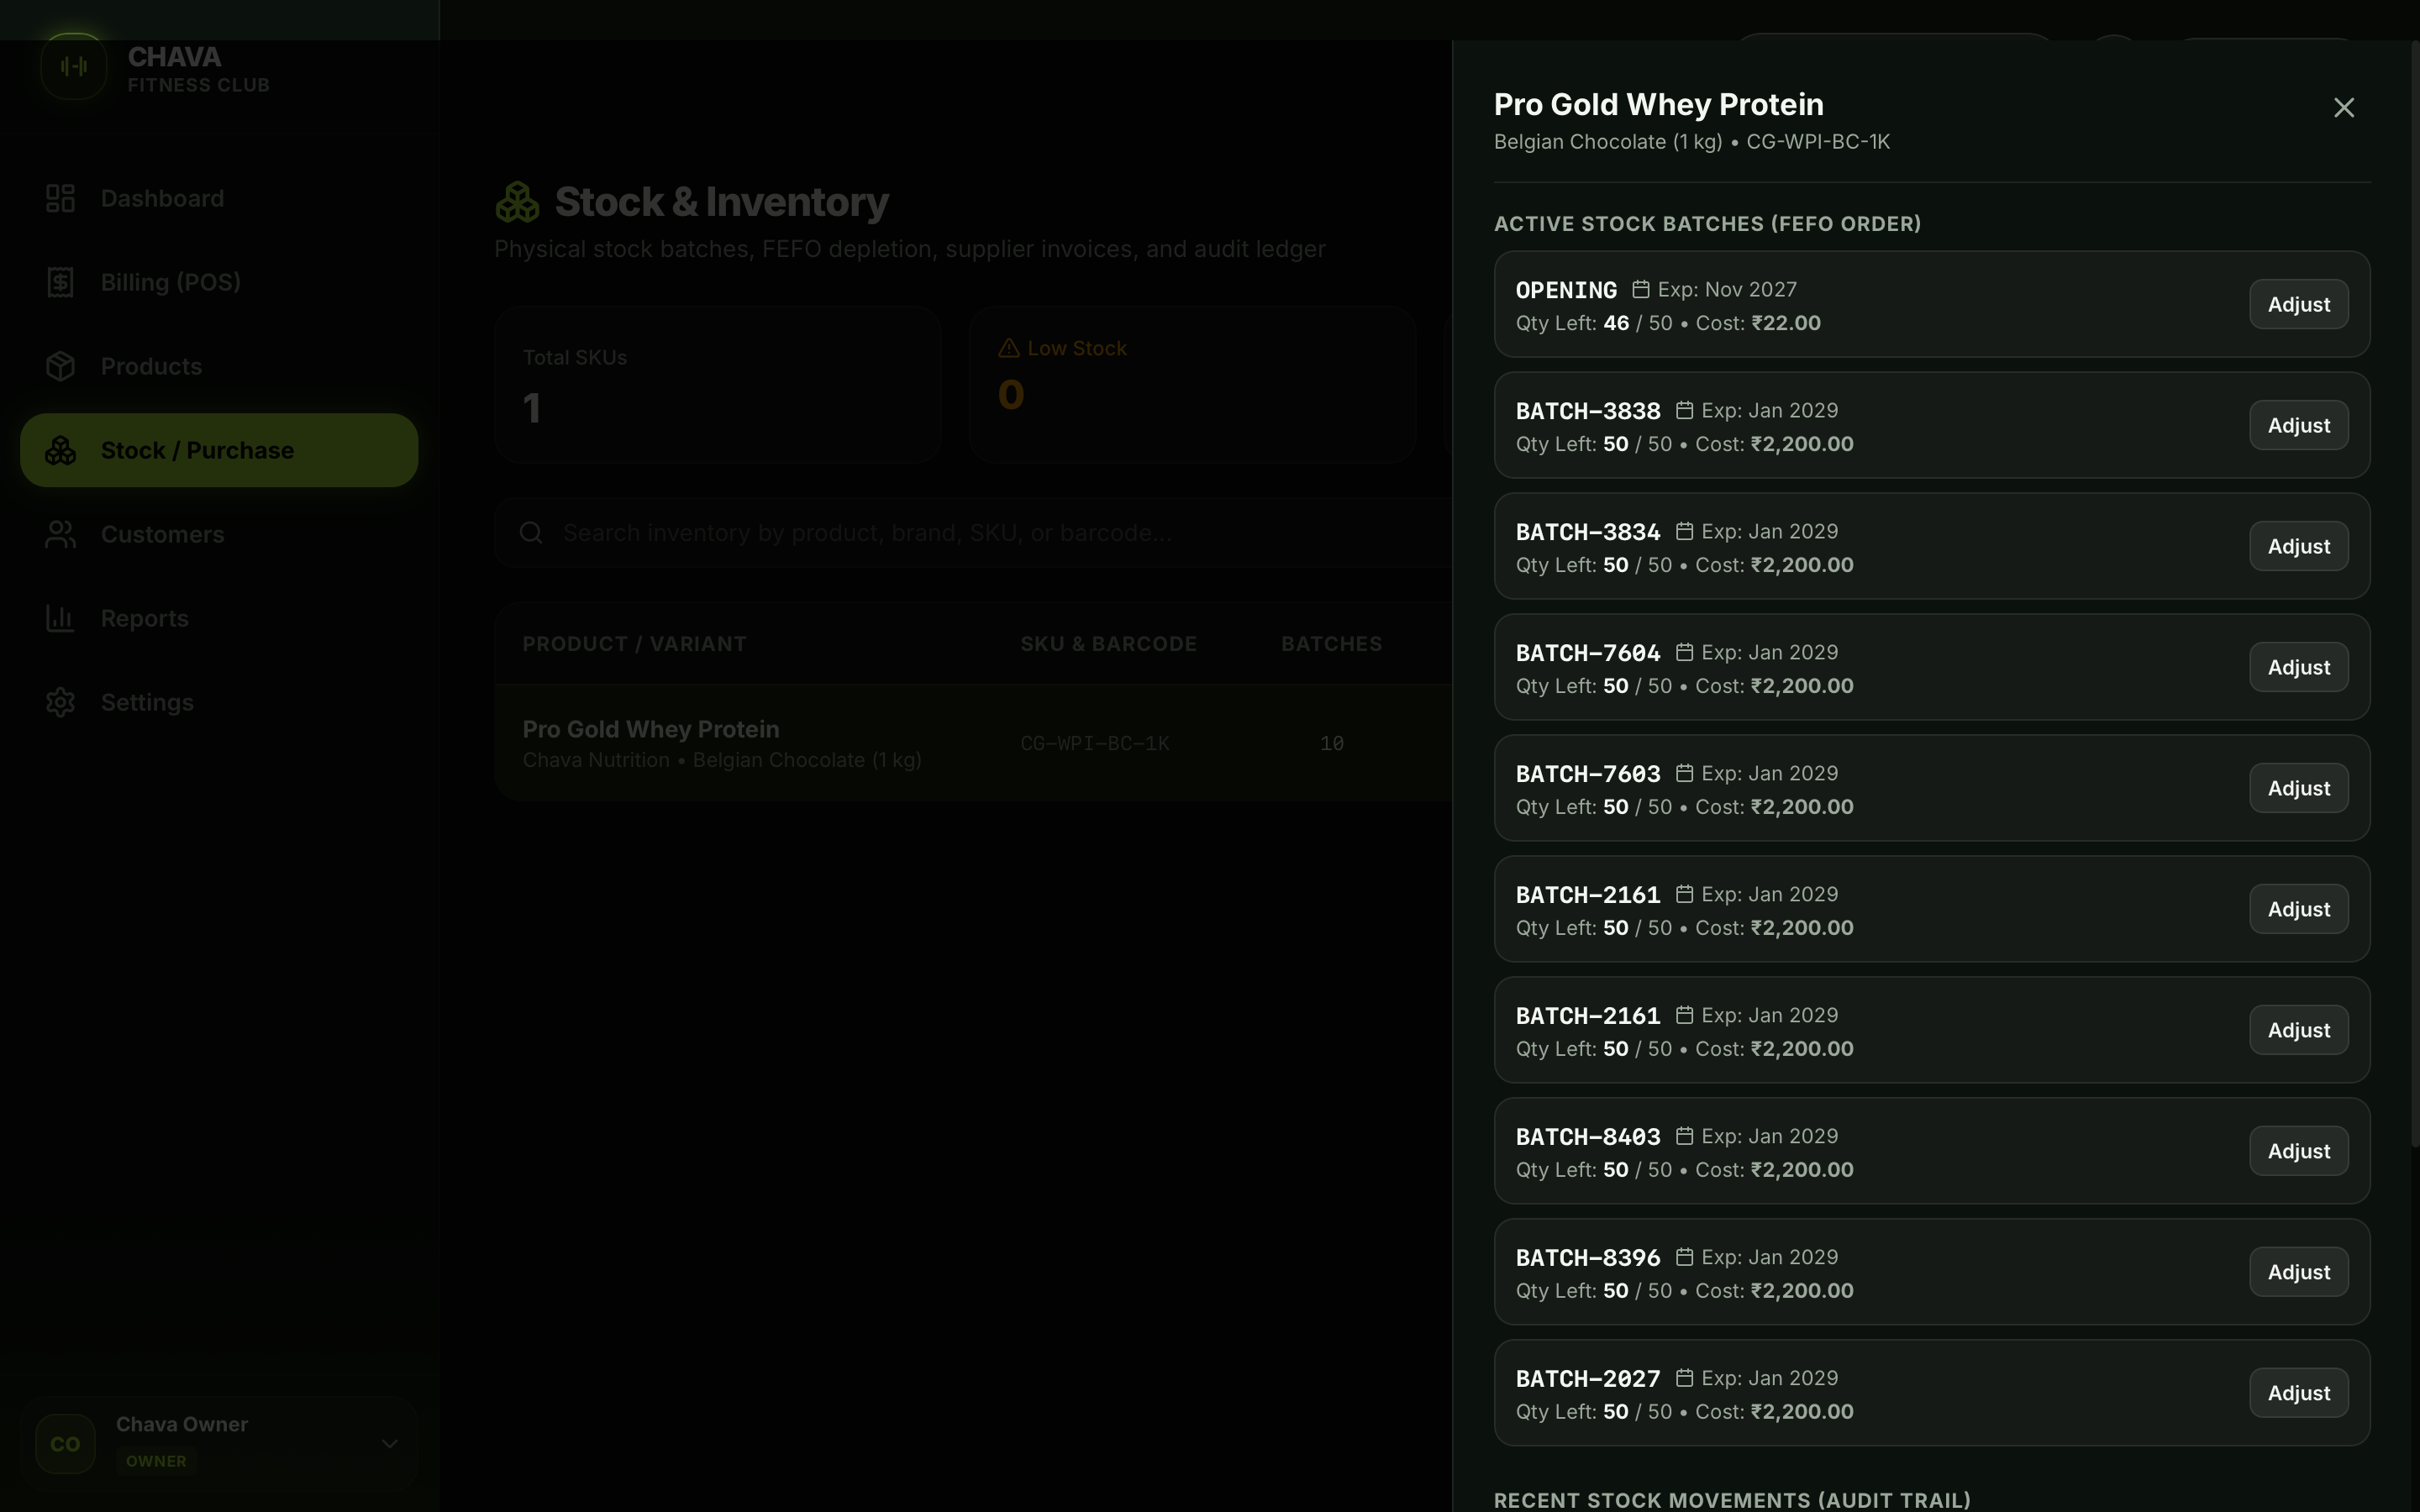 CHAVA
FITNESS CLUB
Dashboard
Billing (POS)
Products
Stock / Purchase
Customers
Reports
Settings
CO
Chava Owner
OWNER
Stock & Inventory
Physical stock batches, FEFO depletion, supplier invoices, and audit ledger
Total SKUs
1
Low Stock
0
Search inventory by product, brand, SKU, or barcode...
PRODUCT / VARIANT SKU & BARCODE BATCHES
Pro Gold Whey Protein
Chava Nutrition • Belgian Chocolate (1 kg)
CG-WPI-BC-1K
10
Pro Gold Whey Protein
Belgian Chocolate (1 kg) • CG-WPI-BC-1K
ACTIVE STOCK BATCHES (FEFO ORDER)
OPENING Exp: Nov 2027
Qty Left: 46 / 50 • Cost: ₹22.00
Adjust
BATCH-3838 Exp: Jan 2029
Qty Left: 50 / 50 • Cost: ₹2,200.00
Adjust
BATCH-3834 Exp: Jan 2029
Qty Left: 50 / 50 • Cost: ₹2,200.00
Adjust
BATCH-7604 Exp: Jan 2029
Qty Left: 50 / 50 • Cost: ₹2,200.00
Adjust
BATCH-7603 Exp: Jan 2029
Qty Left: 50 / 50 • Cost: ₹2,200.00
Adjust
BATCH-2161 Exp: Jan 2029
Qty Left: 50 / 50 • Cost: ₹2,200.00
Adjust
BATCH-2161 Exp: Jan 2029
Qty Left: 50 / 50 • Cost: ₹2,200.00
Adjust
BATCH-8403 Exp: Jan 2029
Qty Left: 50 / 50 • Cost: ₹2,200.00
Adjust
BATCH-8396 Exp: Jan 2029
Qty Left: 50 / 50 • Cost: ₹2,200.00
Adjust
BATCH-2027 Exp: Jan 2029
Qty Left: 50 / 50 • Cost: ₹2,200.00
Adjust
RECENT STOCK MOVEMENTS (AUDIT TRAIL)